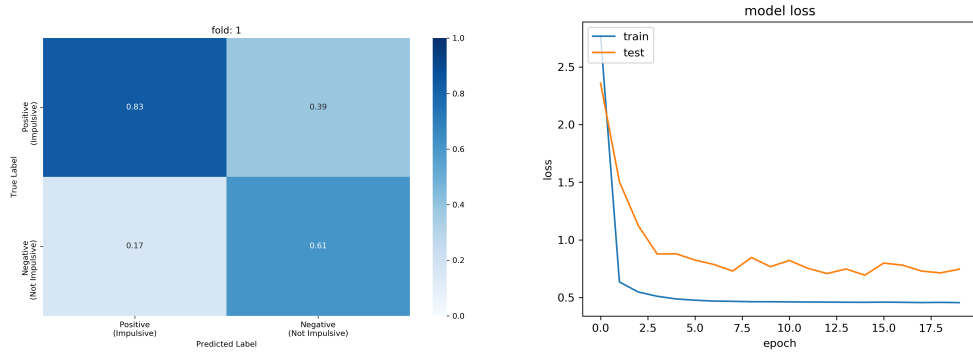 fold: 1
True Label
Positive
(Impulsive)
Negative
(Not Impulsive)
0.83
0.39
0.17
0.61
Positive
(Impulsive)
Negative
(Not Impulsive)
Predicted Label
1.0
0.8
0.6
0.4
0.2
0.0
model loss
train
test
loss
2.5
2.0
1.5
1.0
0.5
0.0 2.5 5.0 7.5 10.0 12.5 15.0 17.5
epoch